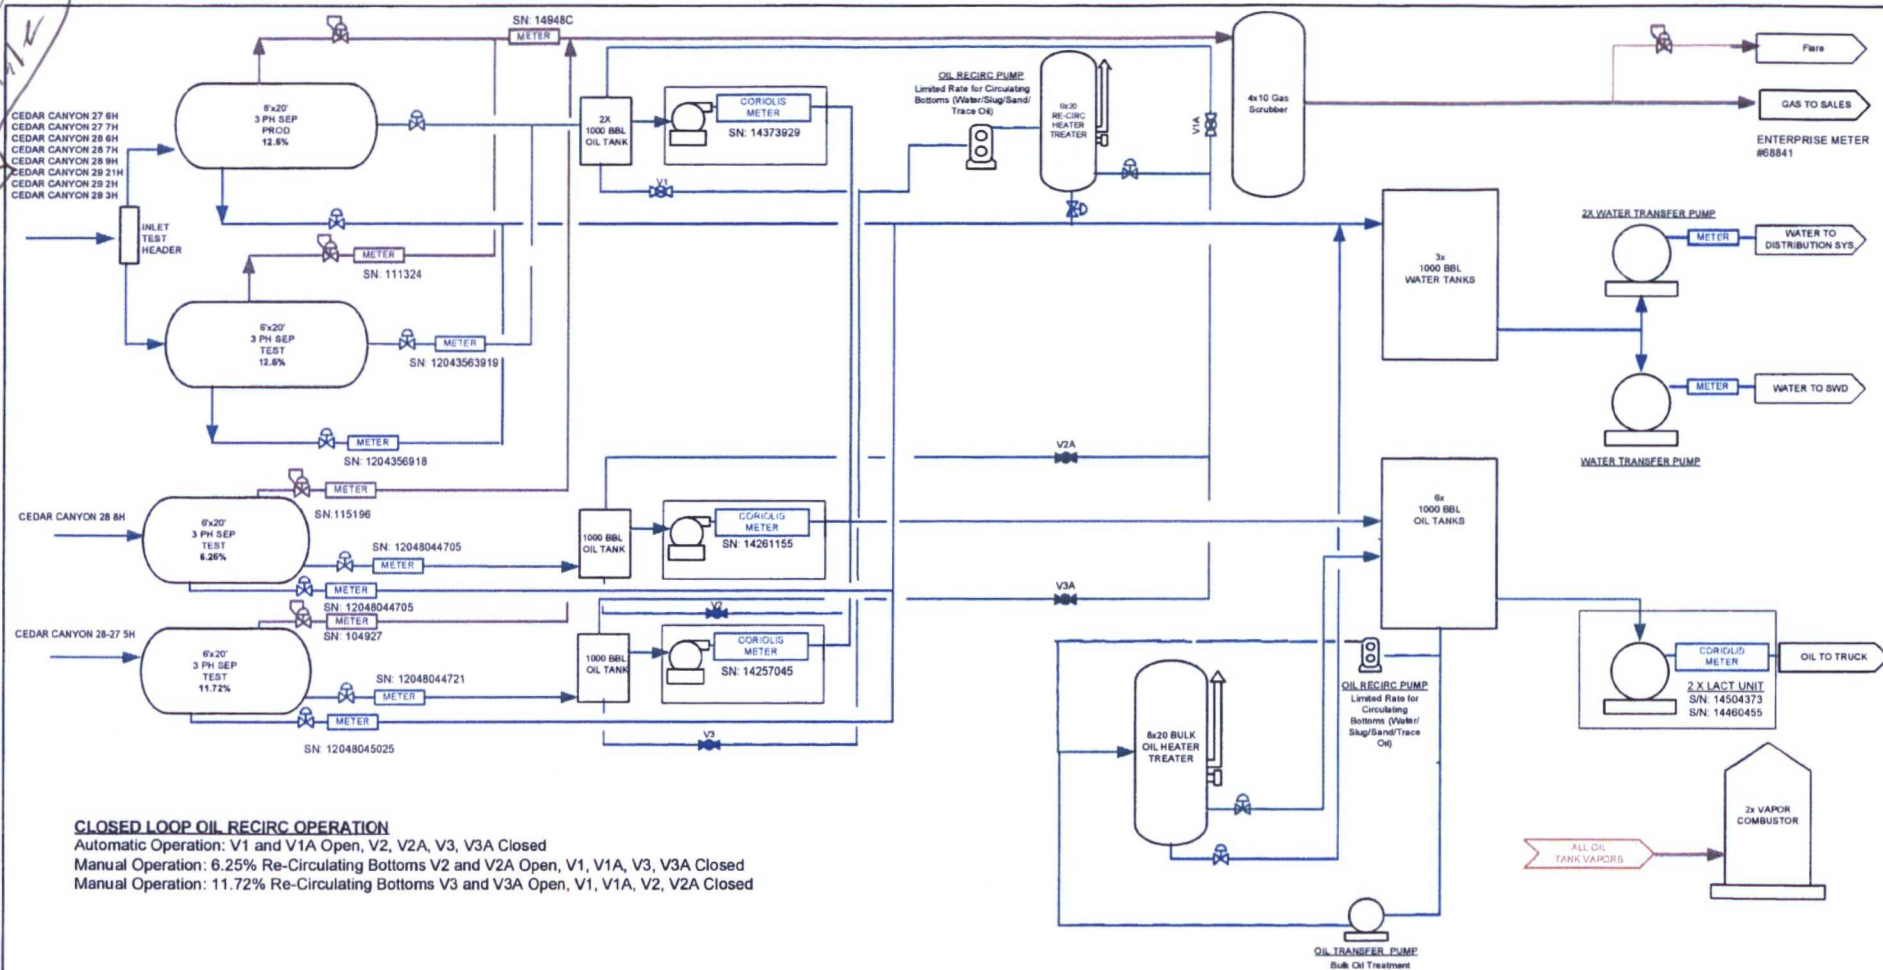 SN: 14948C
METER
CEDAR CANYON 27 6H
CEDAR CANYON 27 7H
CEDAR CANYON 28 6H
CEDAR CANYON 28 7H
CEDAR CANYON 28 9H
CEDAR CANYON 29 21H
CEDAR CANYON 29 2H
CEDAR CANYON 29 3H
6'x20'
3 PH SEP
PROD
12.5%
INLET
TEST
HEADER
METER
SN: 111324
6'x20'
3 PH SEP
TEST
12.5%
METER
SN: 12043563919
METER
SN: 1204356918
2X
1000 BBL
OIL TANK
CORIOLIS
METER
SN: 14373929
V1
OIL RECIRC PUMP
Limited Rate for Circulating
Bottoms (Water/Slug/Sand/
Trace Oil)
6x20
RE-CIRC
HEATER
TREATER
V1A
4x10 Gas
Scrubber
Flare
GAS TO SALES
ENTERPRISE METER
#68841
3x
1000 BBL
WATER TANKS
2X WATER TRANSFER PUMP
METER
WATER TO
DISTRIBUTION SYS.
METER
WATER TO SWD
WATER TRANSFER PUMP
METER
SN:115196
CEDAR CANYON 28 8H
6'x20'
3 PH SEP
TEST
6.25%
SN: 12048044705
METER
METER
SN: 12048044705
1000 BBL
OIL TANK
CORIOLIS
METER
SN: 14261155
V2A
V2
V3A
METER
SN: 104927
CEDAR CANYON 28-27 5H
6'x20'
3 PH SEP
TEST
11.72%
SN: 12048044721
METER
METER
SN: 12048045025
1000 BBL
OIL TANK
CORIOLIS
METER
SN: 14257045
V3
6x
1000 BBL
OIL TANKS
OIL RECIRC PUMP
Limited Rate for
Circulating
Bottoms (Water/
Slug/Sand/Trace
Oil)
8x20 BULK
OIL HEATER
TREATER
CORIOLIS
METER
OIL TO TRUCK
2 X LACT UNIT
S/N: 14504373
S/N: 14460455
2x VAPOR
COMBUSTOR
ALL OIL
TANK VAPORS
OIL TRANSFER PUMP
Bulk Oil Treatment
CLOSED LOOP OIL RECIRC OPERATION
Automatic Operation: V1 and V1A Open, V2, V2A, V3, V3A Closed
Manual Operation: 6.25% Re-Circulating Bottoms V2 and V2A Open, V1, V1A, V3, V3A Closed
Manual Operation: 11.72% Re-Circulating Bottoms V3 and V3A Open, V1, V1A, V2, V2A Closed